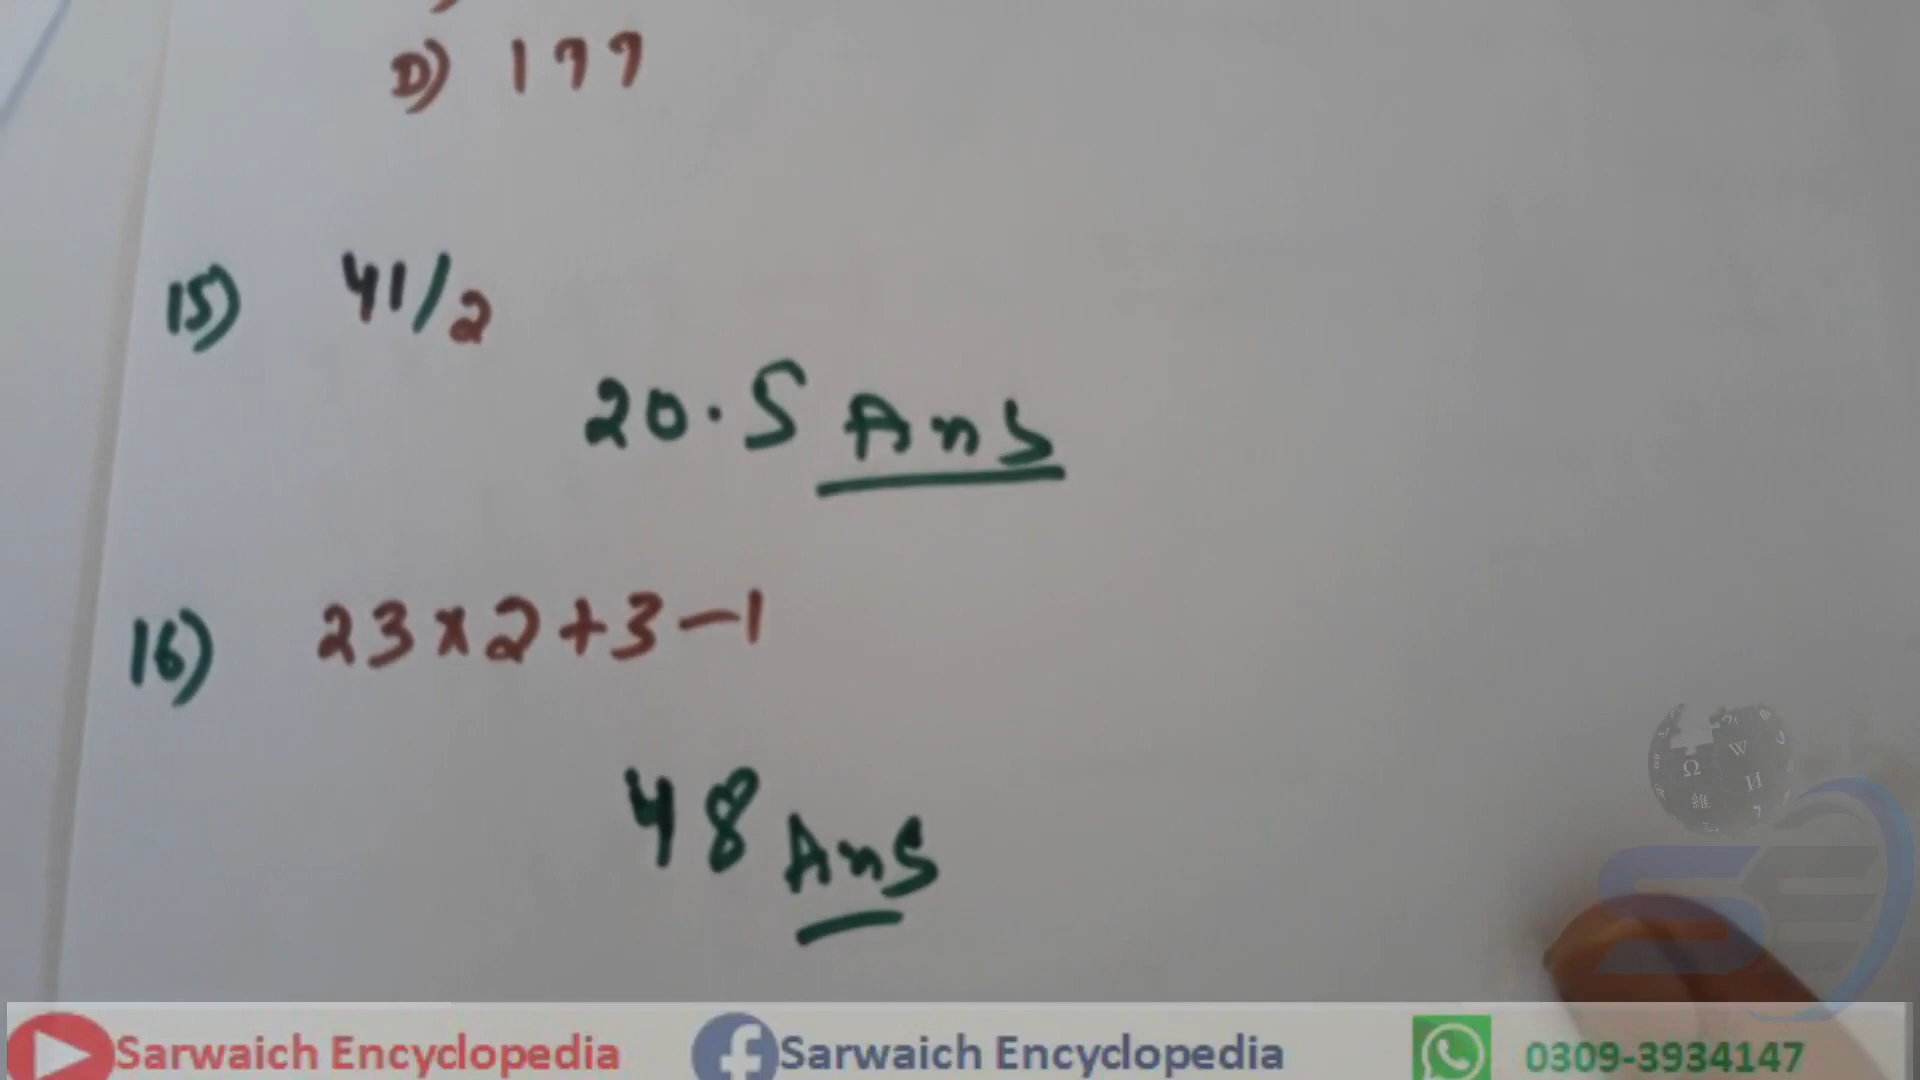 D) 177
15) 41/2
20.5 Ans
16) 23 x 2 + 3 - 1
48 Ans
Sarwaich Encyclopedia
Sarwaich Encyclopedia
0309-3934147